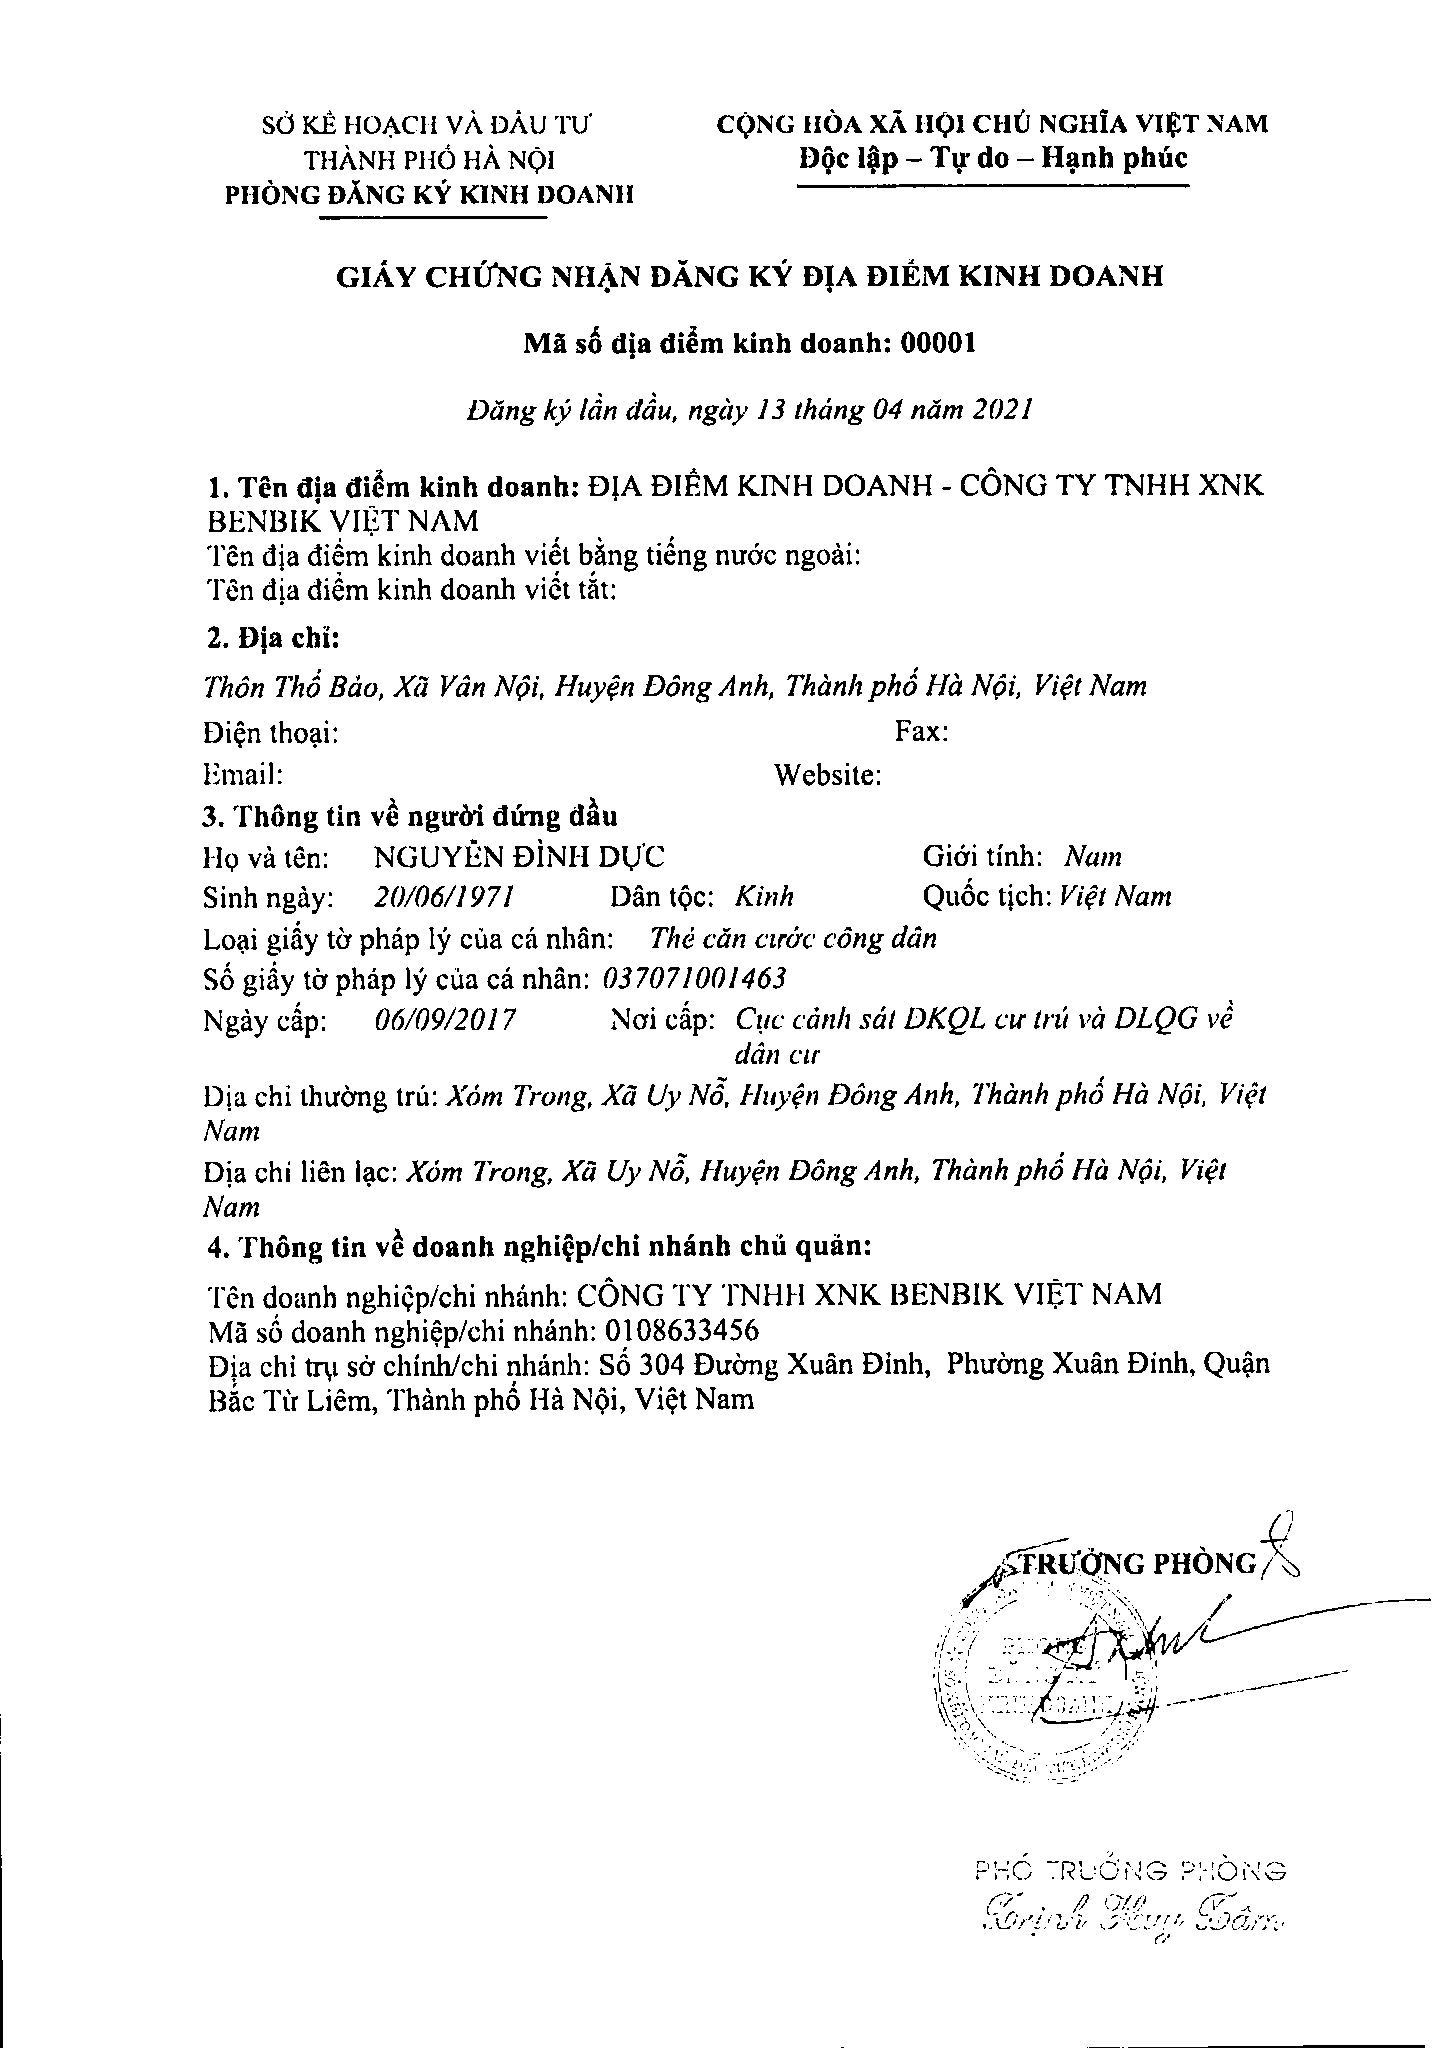 SỞ KẾ HOẠCH VÀ ĐẦU TƯ
THÀNH PHỐ HÀ NỘI
PHÒNG ĐĂNG KÝ KINH DOANH
CỘNG HÒA XÃ HỘI CHỦ NGHĨA VIỆT NAM
Độc lập – Tự do – Hạnh phúc
GIẤY CHỨNG NHẬN ĐĂNG KÝ ĐỊA ĐIỂM KINH DOANH
Mã số địa điểm kinh doanh: 00001
Đăng ký lần đầu, ngày 13 tháng 04 năm 2021
1. Tên địa điểm kinh doanh: ĐỊA ĐIỂM KINH DOANH - CÔNG TY TNHH XNK
BENBIK VIỆT NAM
Tên địa điểm kinh doanh viết bằng tiếng nước ngoài:
Tên địa điểm kinh doanh viết tắt:
2. Địa chỉ:
Thôn Thố Bảo, Xã Vân Nội, Huyện Đông Anh, Thành phố Hà Nội, Việt Nam
Điện thoại: Fax:
Email: Website:
3. Thông tin về người đứng đầu
Họ và tên: NGUYỄN ĐÌNH DỰC Giới tính: Nam
Sinh ngày: 20/06/1971 Dân tộc: Kinh Quốc tịch: Việt Nam
Loại giấy tờ pháp lý của cá nhân: Thẻ căn cước công dân
Số giấy tờ pháp lý của cá nhân: 037071001463
Ngày cấp: 06/09/2017 Nơi cấp: Cục cảnh sát ĐKQL cư trú và DLQG về
dân cư
Địa chỉ thường trú: Xóm Trong, Xã Uy Nỗ, Huyện Đông Anh, Thành phố Hà Nội, Việt
Nam
Địa chỉ liên lạc: Xóm Trong, Xã Uy Nỗ, Huyện Đông Anh, Thành phố Hà Nội, Việt
Nam
4. Thông tin về doanh nghiệp/chi nhánh chủ quản:
Tên doanh nghiệp/chi nhánh: CÔNG TY TNHH XNK BENBIK VIỆT NAM
Mã số doanh nghiệp/chi nhánh: 0108633456
Địa chỉ trụ sở chính/chi nhánh: Số 304 Đường Xuân Đỉnh, Phường Xuân Đỉnh, Quận
Bắc Từ Liêm, Thành phố Hà Nội, Việt Nam
TRƯỞNG PHÒNG
PHÒNG
ĐĂNG KÝ
KINH DOANH
PHÓ TRƯỞNG PHÒNG
Trịnh Huy Tâm